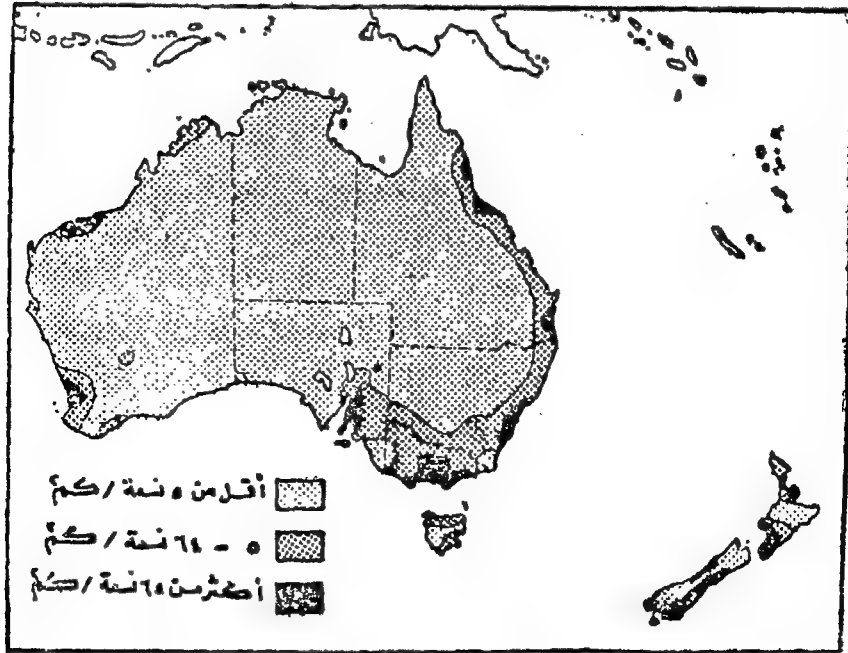 أقل من ٥ نسمة / كم٢
٥ - ٦٤ نسمة / كم٢
أكثر من ٦٤ نسمة / كم٢